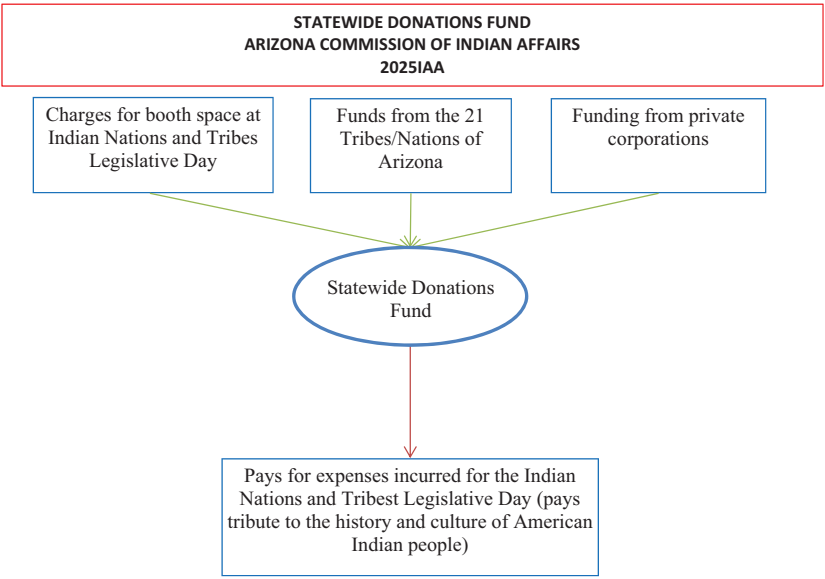 STATEWIDE DONATIONS FUND
ARIZONA COMMISSION OF INDIAN AFFAIRS
2025IAA
Charges for booth space at
Indian Nations and Tribes
Legislative Day
Funds from the 21
Tribes/Nations of
Arizona
Funding from private
corporations
Statewide Donations
Fund
Pays for expenses incurred for the Indian
Nations and Tribest Legislative Day (pays
tribute to the history and culture of American
Indian people)